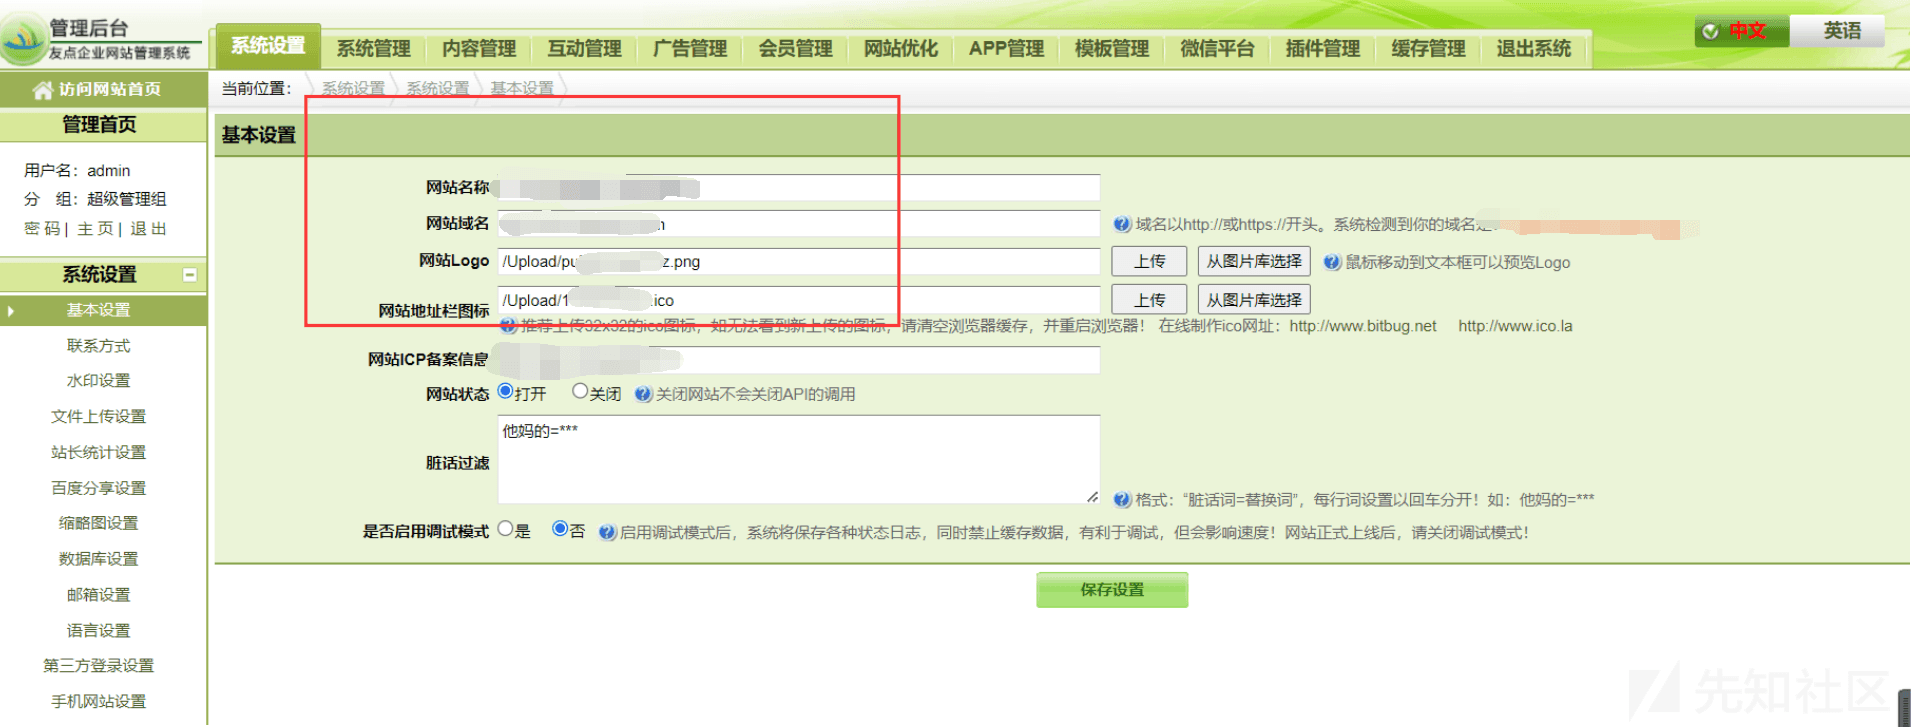 管理后台
友点企业网站管理系统
系统设置 系统管理 内容管理 互动管理 广告管理 会员管理 网站优化 APP管理 模板管理 微信平台 插件管理 缓存管理 退出系统
中文 英语
访问网站首页
当前位置： 系统设置 系统设置 基本设置
管理首页
用户名：admin
分 组：超级管理组
密 码 | 主 页 | 退 出
系统设置
基本设置
联系方式
水印设置
文件上传设置
站长统计设置
百度分享设置
缩略图设置
数据库设置
邮箱设置
语言设置
第三方登录设置
手机网站设置
基本设置
网站名称
网站域名 域名以http://或https://开头。系统检测到你的域名是：
网站Logo /Upload/pu z.png 上传 从图片库选择 鼠标移动到文本框可以预览Logo
网站地址栏图标 /Upload/1 .ico 上传 从图片库选择
推荐上传32x32的ico图标，如无法看到新上传的图标，请清空浏览器缓存，并重启浏览器！ 在线制作ico网址：http://www.bitbug.net http://www.ico.la
网站ICP备案信息
网站状态 打开 关闭 关闭网站不会关闭API的调用
脏话过滤 他妈的=***
格式：“脏话词=替换词”，每行词设置以回车分开！如：他妈的=***
是否启用调试模式 是 否 启用调试模式后，系统将保存各种状态日志，同时禁止缓存数据，有利于调试，但会影响速度！网站正式上线后，请关闭调试模式！
保存设置
先知社区